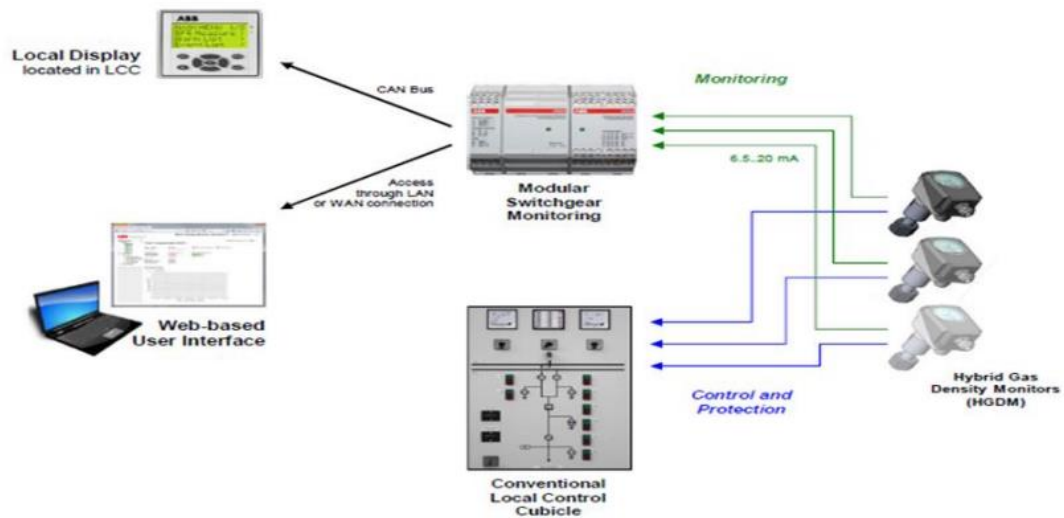 ABB
Local Display
located in LCC
CAN Bus
Monitoring
6.5..20 mA
Modular
Switchgear
Monitoring
Access
through LAN
or WAN connection
Web-based
User Interface
Control and
Protection
Hybrid Gas
Density Monitors
(HGDM)
Conventional
Local Control
Cubicle